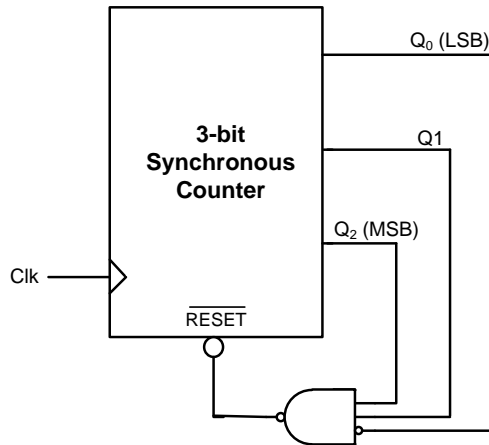 Q₀ (LSB)
3-bit
Synchronous
Counter
Q1
Q₂ (MSB)
Clk
RESET